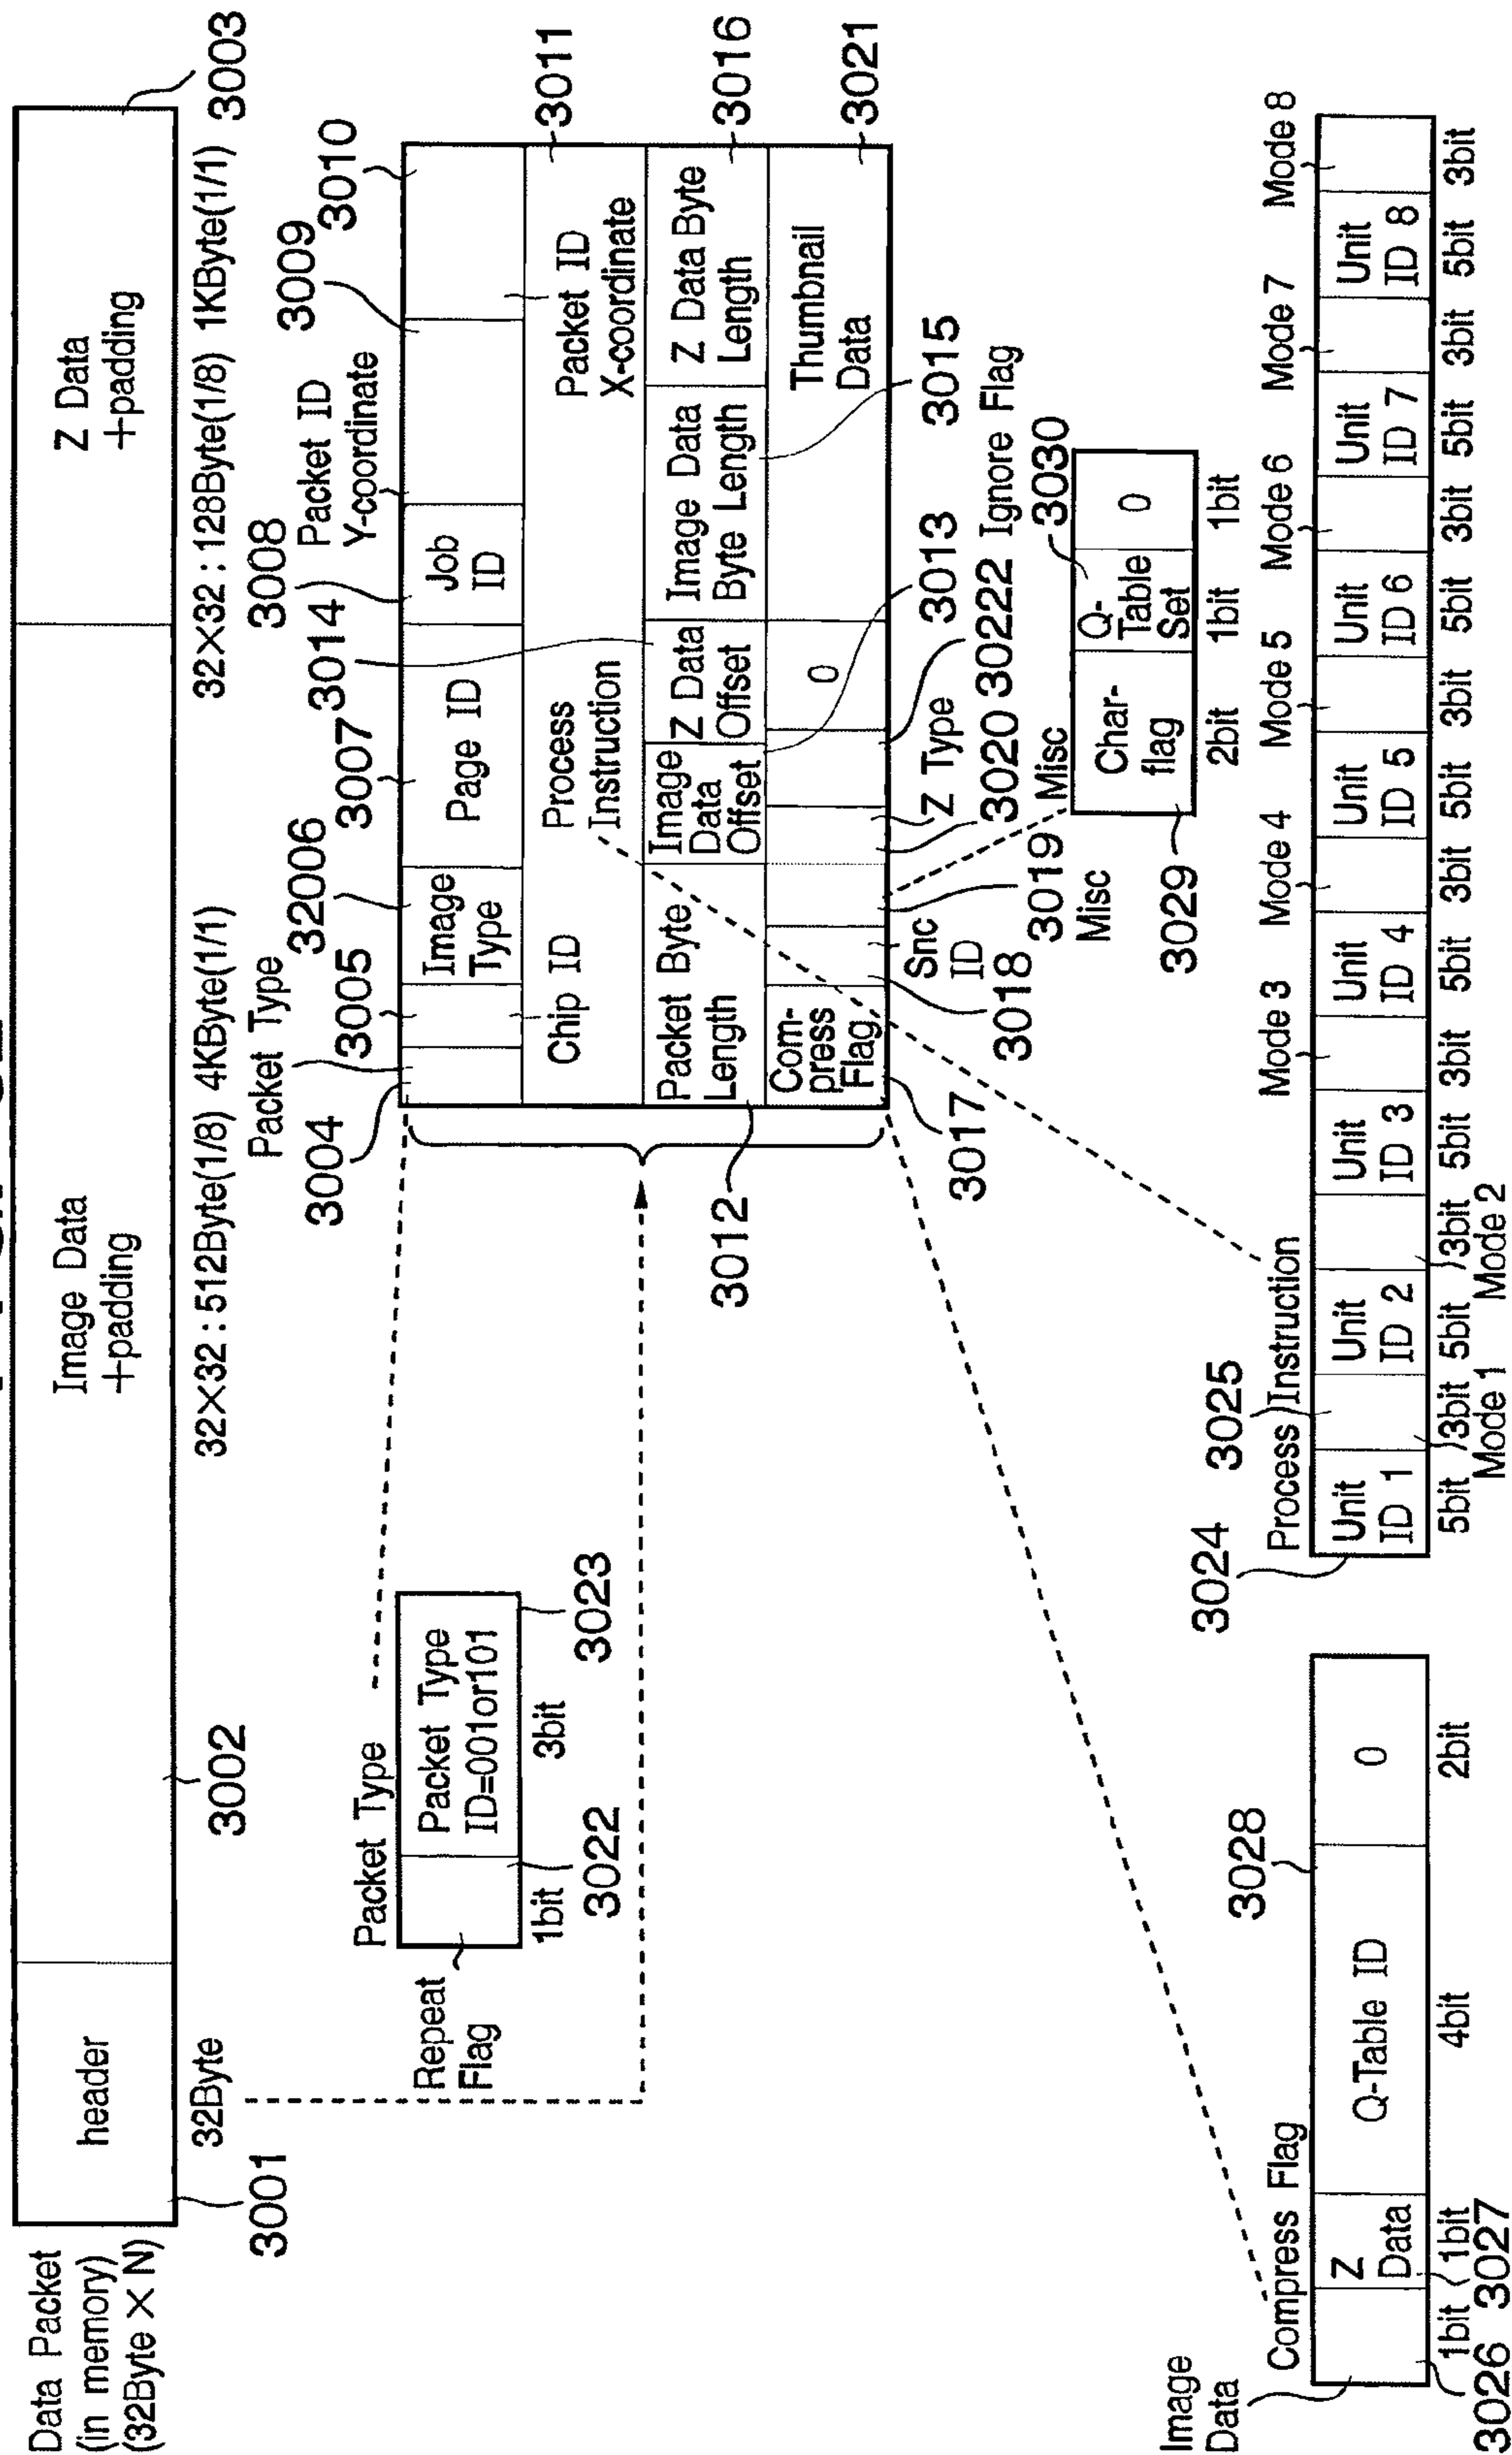 Data Packet
(in memory)
(32Byte × N)
header
Image Data
+padding
Z Data
+padding
3001
32Byte
3002
32×32 : 512Byte(1/8) 4KByte(1/1)
32×32 : 128Byte(1/8) 1KByte(1/1)
3003
Packet Type
Repeat
Flag
Packet Type
ID=001or101
1bit
3bit
3022
3023
Packet Type
3004
3005
32006
3007
3014
3008
Packet ID
Y-coordinate
3009
3010
Image
Type
Page ID
Job
ID
Chip ID
Process
Instruction
Packet ID
X-coordinate
3011
Packet Byte
Length
Image
Data
Offset
Z Data
Offset
Image Data
Byte Length
Z Data Byte
Length
3016
Com-
press
Flag
0
Thumbnail
Data
3021
3012
3017
Snc
ID
3018
3019
Misc
Z Type
3020
30222
Ignore Flag
3013
3015
Misc
3030
Char-
flag
Q-
Table
Set
0
2bit
1bit
1bit
3029
Image
Data
Compress Flag
3028
Z
Data
Q-Table ID
0
1bit
1bit
4bit
2bit
3026
3027
3024
3025
Process Instruction
Mode 3
Mode 4
Mode 5
Mode 6
Mode 7
Mode 8
Unit
ID 1
Unit
ID 2
Unit
ID 3
Unit
ID 4
Unit
ID 5
Unit
ID 6
Unit
ID 7
Unit
ID 8
5bit 3bit 5bit 3bit 5bit 3bit 5bit 3bit 5bit 3bit 5bit 3bit 5bit 3bit 5bit 3bit
Mode 1
Mode 2